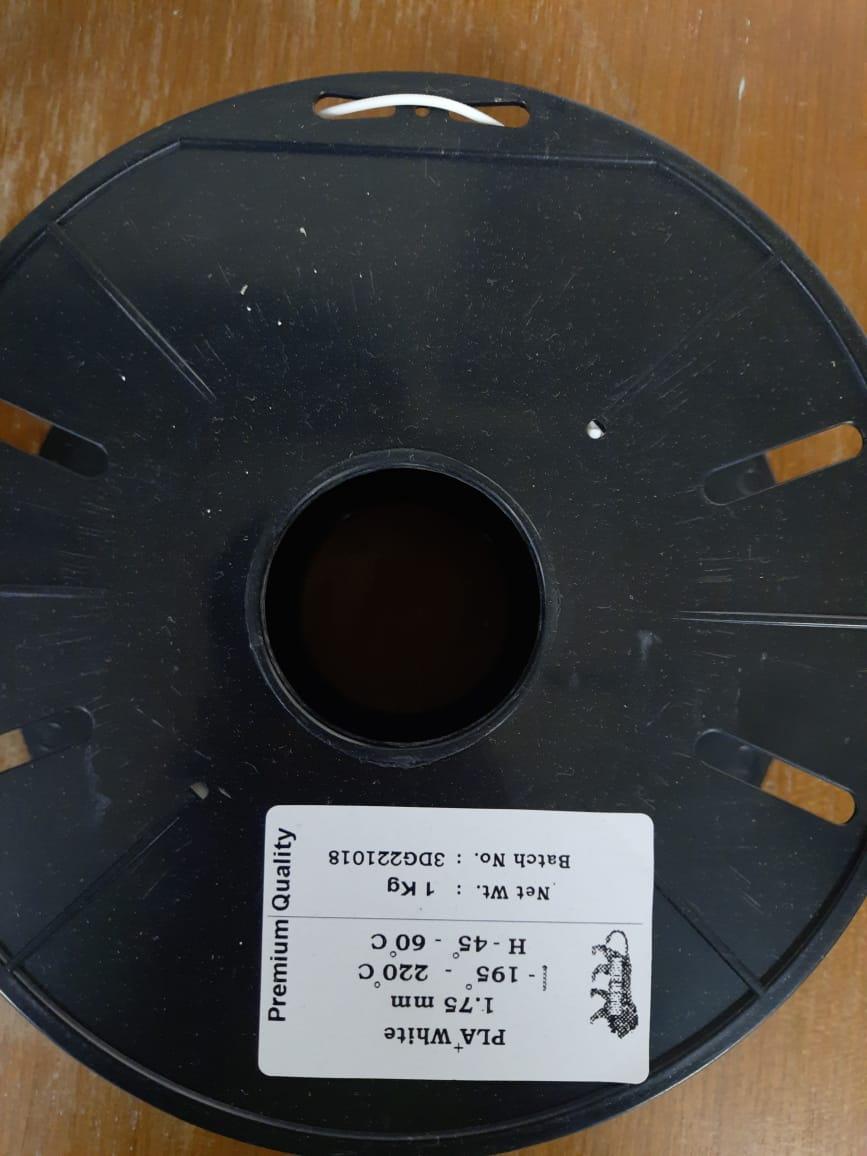 PLA+ White
1.75 mm
- 195° - 220°C
H - 45° - 60°C
Net Wt. : 1 Kg
Batch No. : 3DG221018
Premium Quality